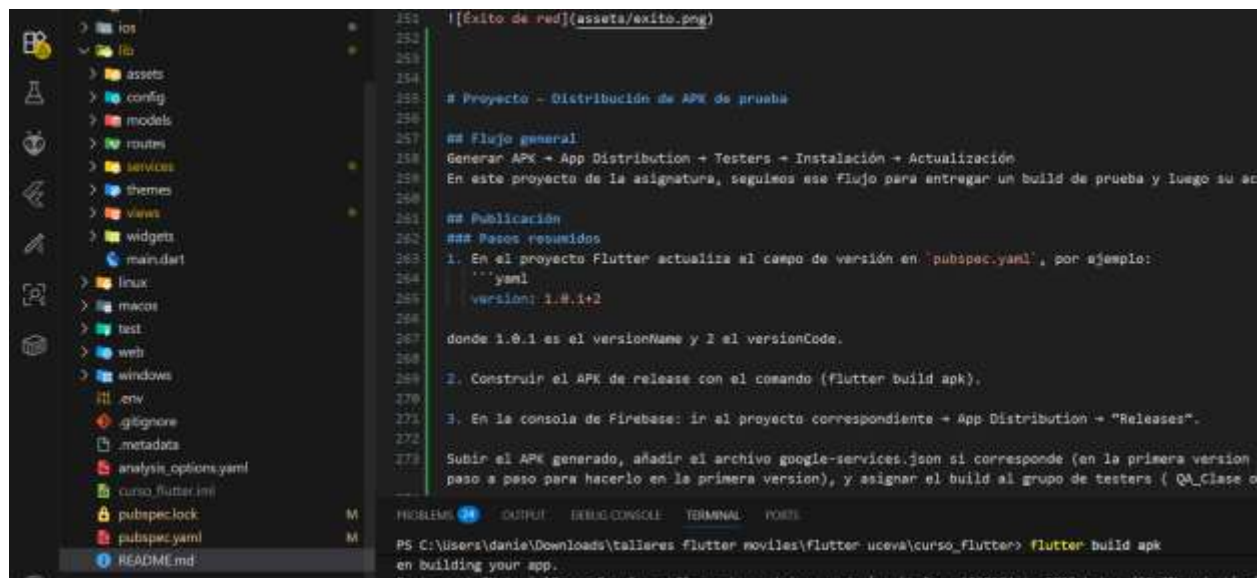 ios
lib
assets
config
models
routes
services
themes
views
widgets
main.dart
linux
macos
test
web
windows
.env
.gitignore
.metadata
analysis_options.yaml
curso_flutter.iml
pubspec.lock M
pubspec.yaml M
README.md
251 ![Éxito de red](assets/exito.png)
252
253
254
255 # Proyecto – Distribución de APK de prueba
256
257 ## Flujo general
258 Generar APK → App Distribution → Testers → Instalación → Actualización
259 En este proyecto de la asignatura, seguimos ese flujo para entregar un build de prueba y luego su ac
260
261 ## Publicación
262 ### Pasos resumidos
263 1. En el proyecto Flutter actualiza el campo de versión en `pubspec.yaml`, por ejemplo:
264 ```yaml
265 version: 1.0.1+2
266
267 donde 1.0.1 es el versionName y 2 el versionCode.
268
269 2. Construir el APK de release con el comando (flutter build apk).
270
271 3. En la consola de Firebase: ir al proyecto correspondiente → App Distribution → “Releases”.
272
273 Subir el APK generado, añadir el archivo google-services.json si corresponde (en la primera version
paso a paso para hacerlo en la primera version), y asignar el build al grupo de testers ( QA_Clase o
PROBLEMS 24 OUTPUT DEBUG CONSOLE TERMINAL PORTS
PS C:\Users\danie\Downloads\talleres flutter moviles\flutter uceva\curso_flutter> flutter build apk
en building your app.